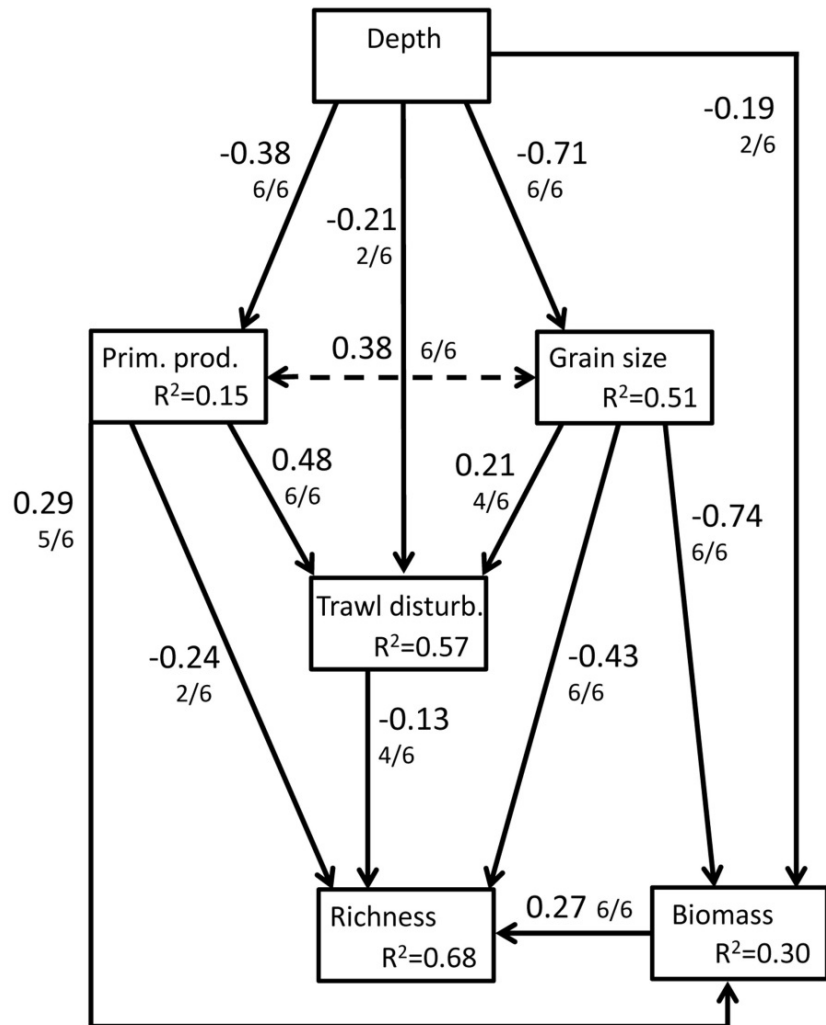 Depth
-0.19
2/6
-0.38
6/6
-0.71
6/6
-0.21
2/6
Prim. prod.
R²=0.15
0.38 6/6
Grain size
R²=0.51
0.29
5/6
0.48
6/6
0.21
4/6
-0.74
6/6
Trawl disturb.
R²=0.57
-0.24
2/6
-0.43
6/6
-0.13
4/6
Richness
R²=0.68
0.27 6/6
Biomass
R²=0.30